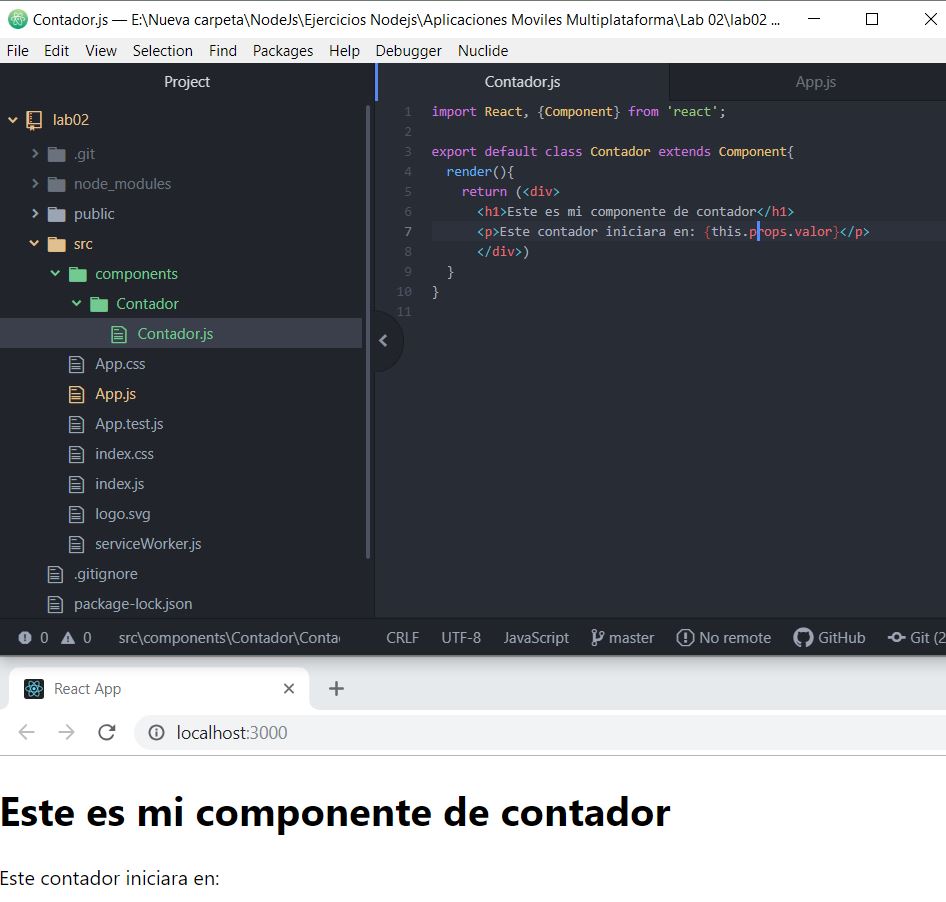 Contador.js — E:\Nueva carpeta\NodeJs\Ejercicios Nodejs\Aplicaciones Moviles Multiplataforma\Lab 02\lab02 ...
File Edit View Selection Find Packages Help Debugger Nuclide
Project
lab02
.git
node_modules
public
src
components
Contador
Contador.js
App.css
App.js
App.test.js
index.css
index.js
logo.svg
serviceWorker.js
.gitignore
package-lock.json
Contador.js App.js
1 import React, {Component} from 'react';
2
3 export default class Contador extends Component{
4 render(){
5 return (<div>
6 <h1>Este es mi componente de contador</h1>
7 <p>Este contador iniciara en: {this.props.valor}</p>
8 </div>)
9 }
10 }
11
0 0 src\components\Contador\Conta CRLF UTF-8 JavaScript master No remote GitHub Git (2
React App
localhost:3000
Este es mi componente de contador
Este contador iniciara en: